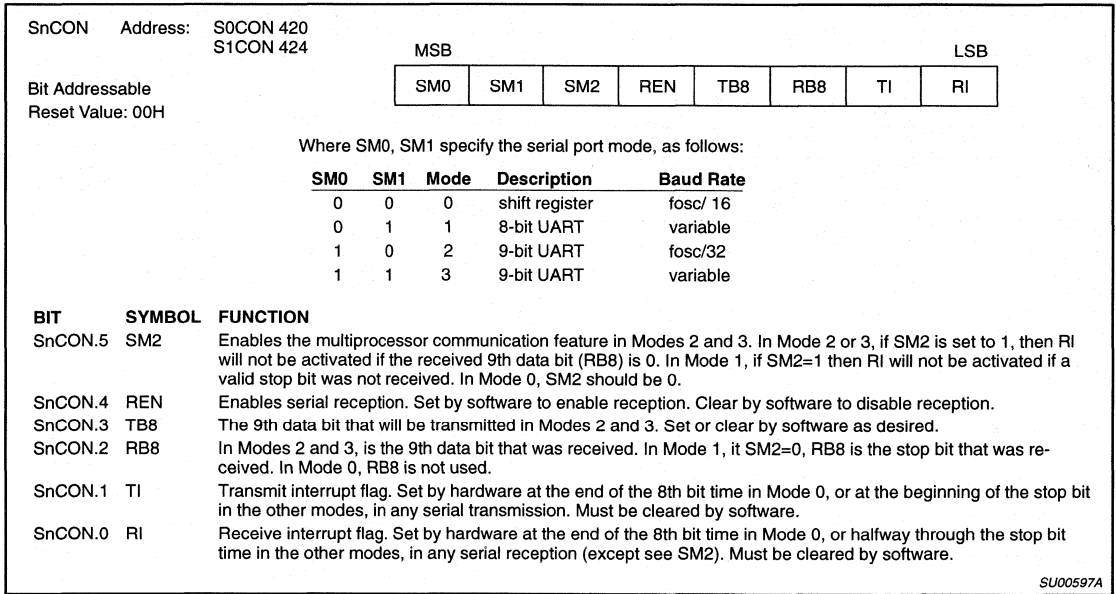 SnCON Address: S0CON 420
S1CON 424
MSB LSB
Bit Addressable
Reset Value: 00H
SM0 SM1 SM2 REN TB8 RB8 TI RI
Where SM0, SM1 specify the serial port mode, as follows:
SM0 SM1 Mode Description Baud Rate
0 0 0 shift register fosc/ 16
0 1 1 8-bit UART variable
1 0 2 9-bit UART fosc/32
1 1 3 9-bit UART variable
BIT SYMBOL FUNCTION
SnCON.5 SM2 Enables the multiprocessor communication feature in Modes 2 and 3. In Mode 2 or 3, if SM2 is set to 1, then RI
will not be activated if the received 9th data bit (RB8) is 0. In Mode 1, if SM2=1 then RI will not be activated if a
valid stop bit was not received. In Mode 0, SM2 should be 0.
SnCON.4 REN Enables serial reception. Set by software to enable reception. Clear by software to disable reception.
SnCON.3 TB8 The 9th data bit that will be transmitted in Modes 2 and 3. Set or clear by software as desired.
SnCON.2 RB8 In Modes 2 and 3, is the 9th data bit that was received. In Mode 1, it SM2=0, RB8 is the stop bit that was re-
ceived. In Mode 0, RB8 is not used.
SnCON.1 TI Transmit interrupt flag. Set by hardware at the end of the 8th bit time in Mode 0, or at the beginning of the stop bit
in the other modes, in any serial transmission. Must be cleared by software.
SnCON.0 RI Receive interrupt flag. Set by hardware at the end of the 8th bit time in Mode 0, or halfway through the stop bit
time in the other modes, in any serial reception (except see SM2). Must be cleared by software.
SU00597A